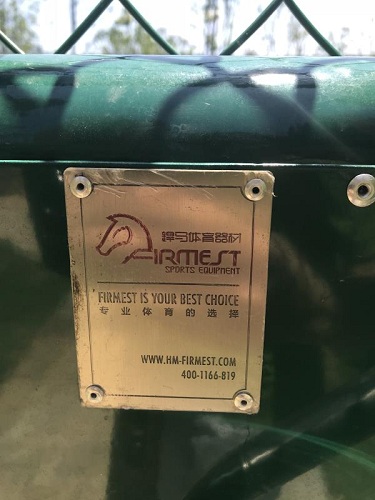 悍马体育器材
FIRMEST
SPORTS EQUIPMENT
FIRMEST IS YOUR BEST CHOICE
专业体育的选择
WWW.HM-FIRMEST.COM
400-1166-819